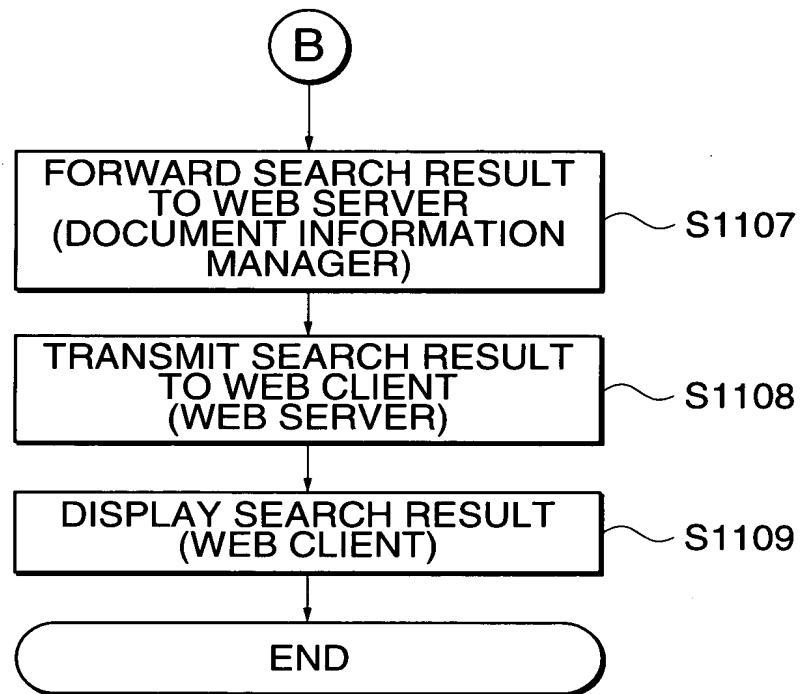 B
FORWARD SEARCH RESULT
TO WEB SERVER
(DOCUMENT INFORMATION
MANAGER)
S1107
TRANSMIT SEARCH RESULT
TO WEB CLIENT
(WEB SERVER)
S1108
DISPLAY SEARCH RESULT
(WEB CLIENT)
S1109
END